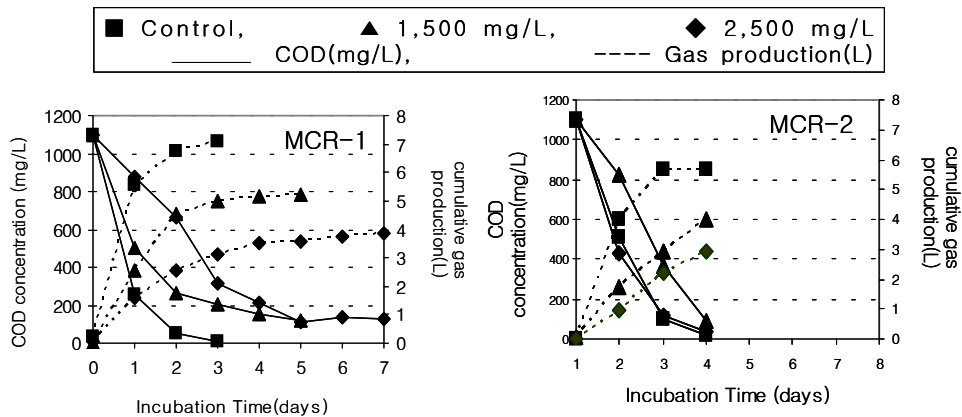 Control, 1,500 mg/L, 2,500 mg/L
COD(mg/L), Gas production(L)
MCR-1
COD concentration (mg/L)
1200
1000
800
600
400
200
0
8
7
6
5
4
3
2
1
0
cumulative gas
production(L)
0 1 2 3 4 5 6 7
Incubation Time(days)
MCR-2
COD
concentration(mg/L)
1200
1000
800
600
400
200
0
8
7
6
5
4
3
2
1
0
cumulative gas
production(L)
1 2 3 4 5 6 7 8
Incubation Time (days)